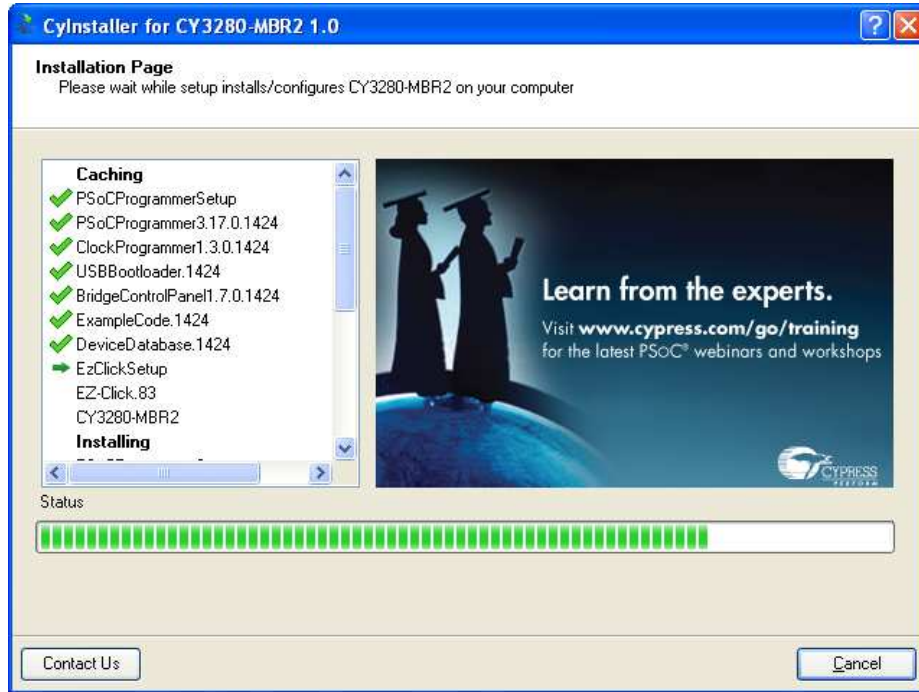 CyInstaller for CY3280-MBR2 1.0
Installation Page
Please wait while setup installs/configures CY3280-MBR2 on your computer
Caching
PSoCProgrammerSetup
PSoCProgrammer3.17.0.1424
ClockProgrammer1.3.0.1424
USBBootloader.1424
BridgeControlPanel1.7.0.1424
ExampleCode.1424
DeviceDatabase.1424
EzClickSetup
EZ-Click.83
CY3280-MBR2
Installing
Learn from the experts.
Visit www.cypress.com/go/training
for the latest PSoC® webinars and workshops
CYPRESS
PERFORM
Status
Contact Us
Cancel